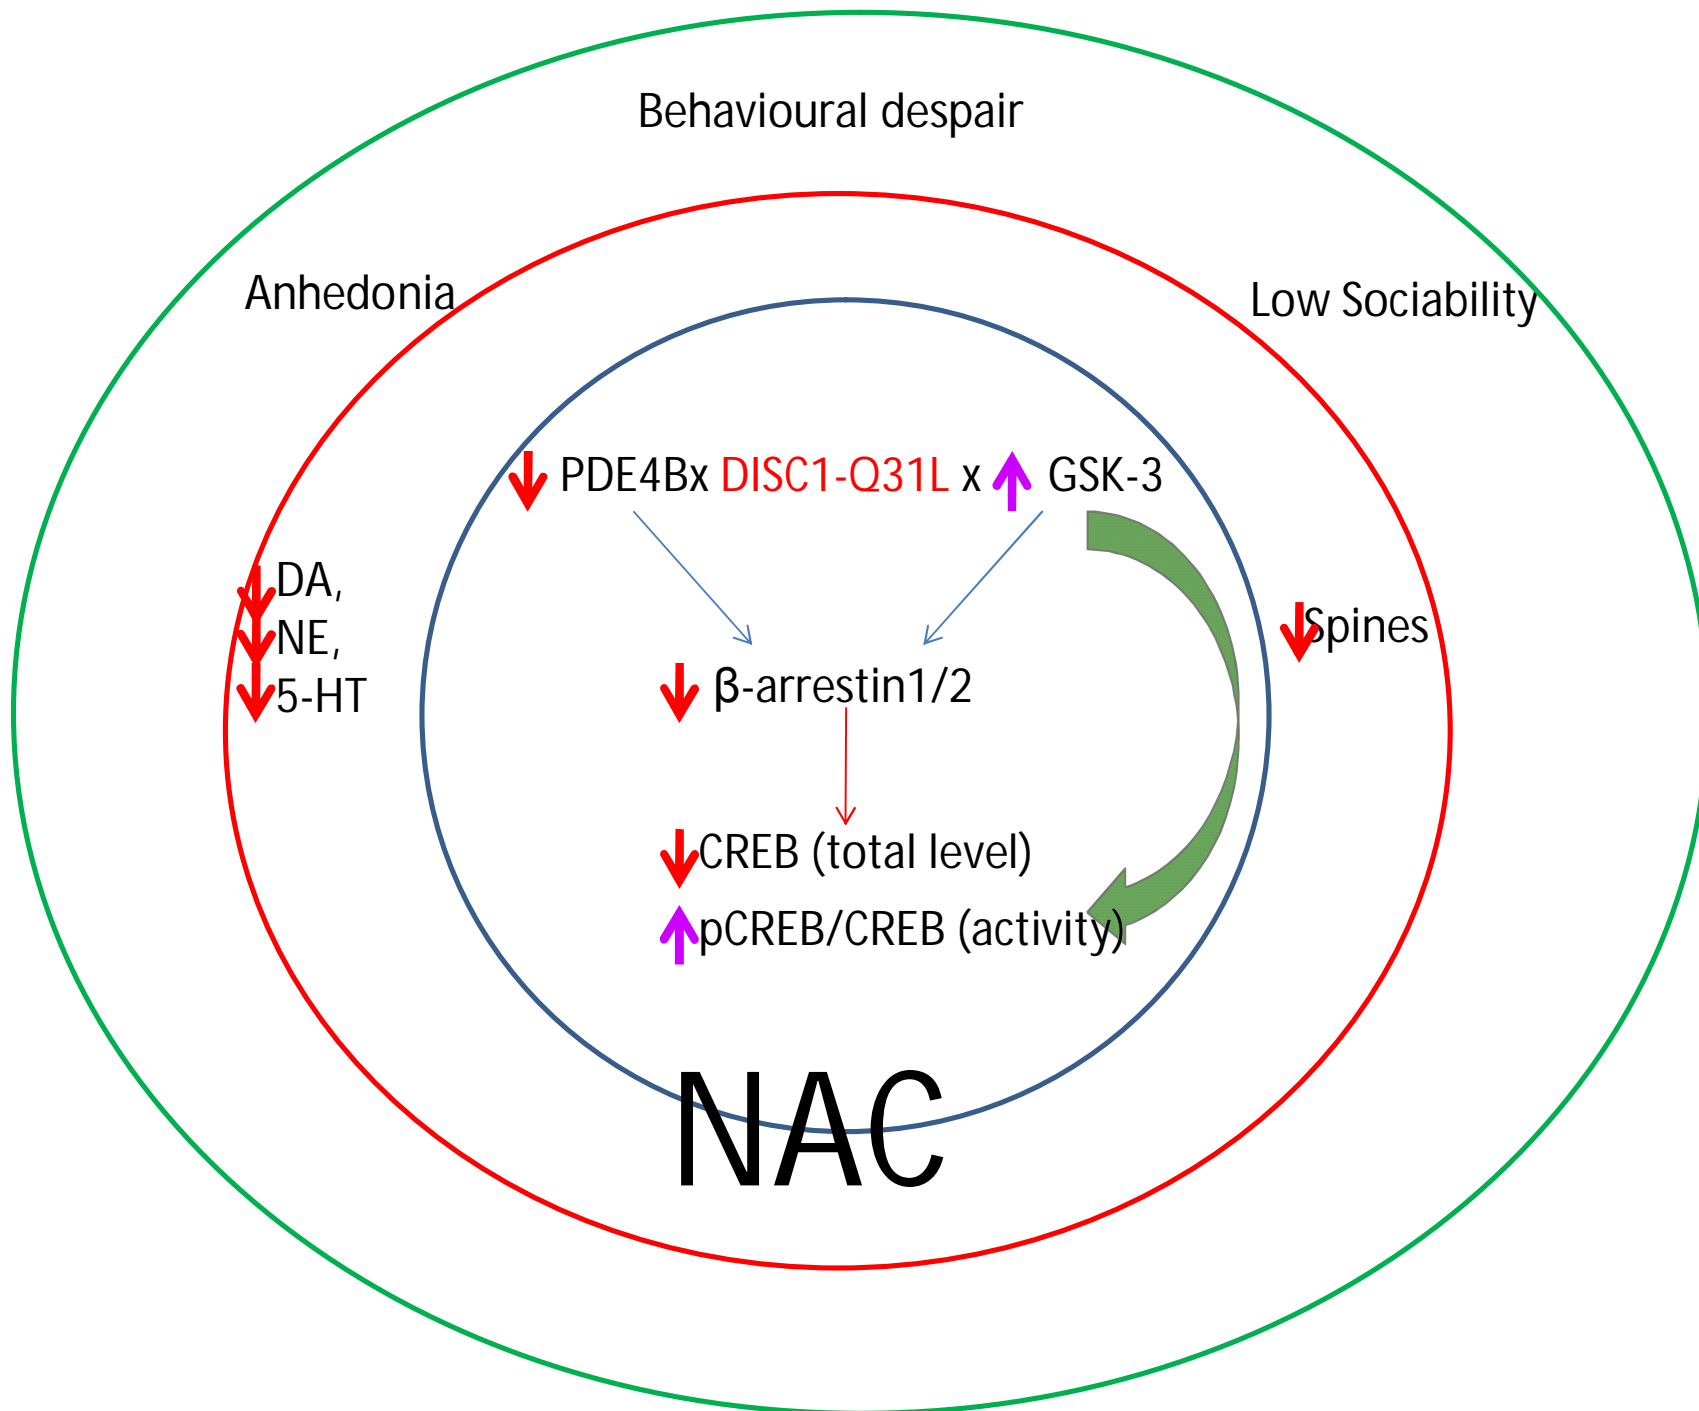 Behavioural despair
Anhedonia
Low Sociability
PDE4Bx DISC1-Q31L x GSK-3
DA,
NE,
5-HT
Spines
β-arrestin1/2
CREB (total level)
pCREB/CREB (activity)
NAC